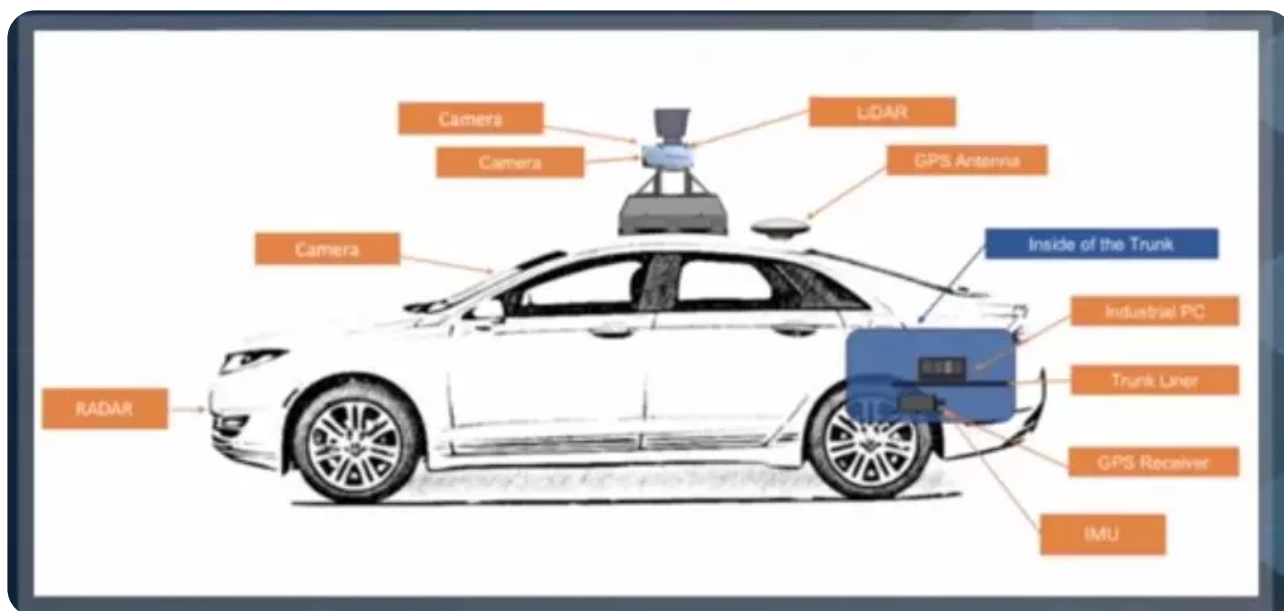 Camera
LiDAR
Camera
GPS Antenna
Camera
Inside of the Trunk
Industrial PC
Trunk Liner
RADAR
GPS Receiver
IMU